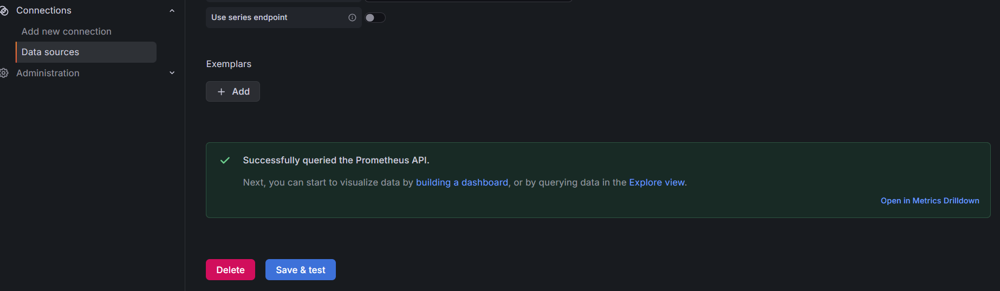 Connections
Add new connection
Data sources
Administration
Use series endpoint
Exemplars
+ Add
Successfully queried the Prometheus API.
Next, you can start to visualize data by building a dashboard, or by querying data in the Explore view.
Open in Metrics Drilldown
Delete
Save & test